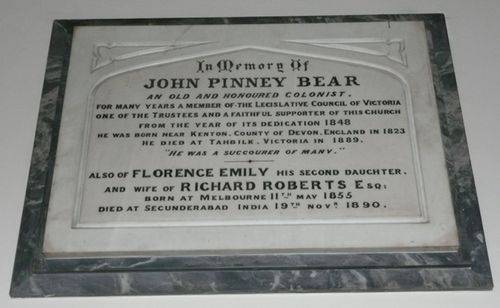 In Memory Of
JOHN PINNEY BEAR
AN OLD AND HONOURED COLONIST.
FOR MANY YEARS A MEMBER OF THE LEGISLATIVE COUNCIL OF VICTORIA
ONE OF THE TRUSTEES AND A FAITHFUL SUPPORTER OF THIS CHURCH
FROM THE YEAR OF ITS DEDICATION 1848
HE WAS BORN NEAR KENTON, COUNTY OF DEVON, ENGLAND IN 1823
HE DIED AT TAHBILK, VICTORIA IN 1889.
"HE WAS A SUCCOURER OF MANY."
ALSO OF FLORENCE EMILY HIS SECOND DAUGHTER.
AND WIFE OF RICHARD ROBERTS ESQ:
BORN AT MELBOURNE 11TH MAY 1855
DIED AT SECUNDERABAD INDIA 19TH NOVR 1890.